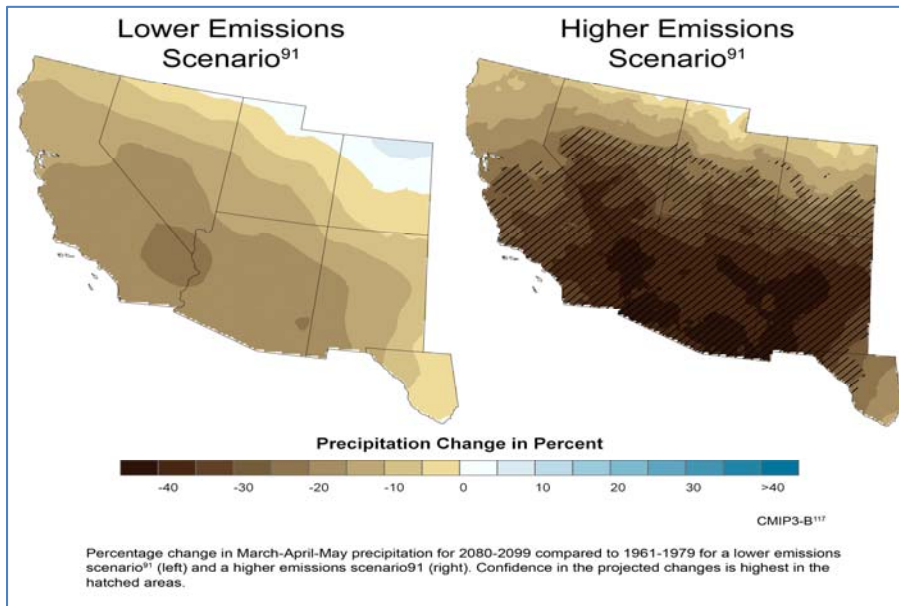 Lower Emissions
Scenario⁹¹
Higher Emissions
Scenario⁹¹
Precipitation Change in Percent
-40 -30 -20 -10 0 10 20 30 >40
CMIP3-B¹¹⁷
Percentage change in March-April-May precipitation for 2080-2099 compared to 1961-1979 for a lower emissions
scenario⁹¹ (left) and a higher emissions scenario91 (right). Confidence in the projected changes is highest in the
hatched areas.